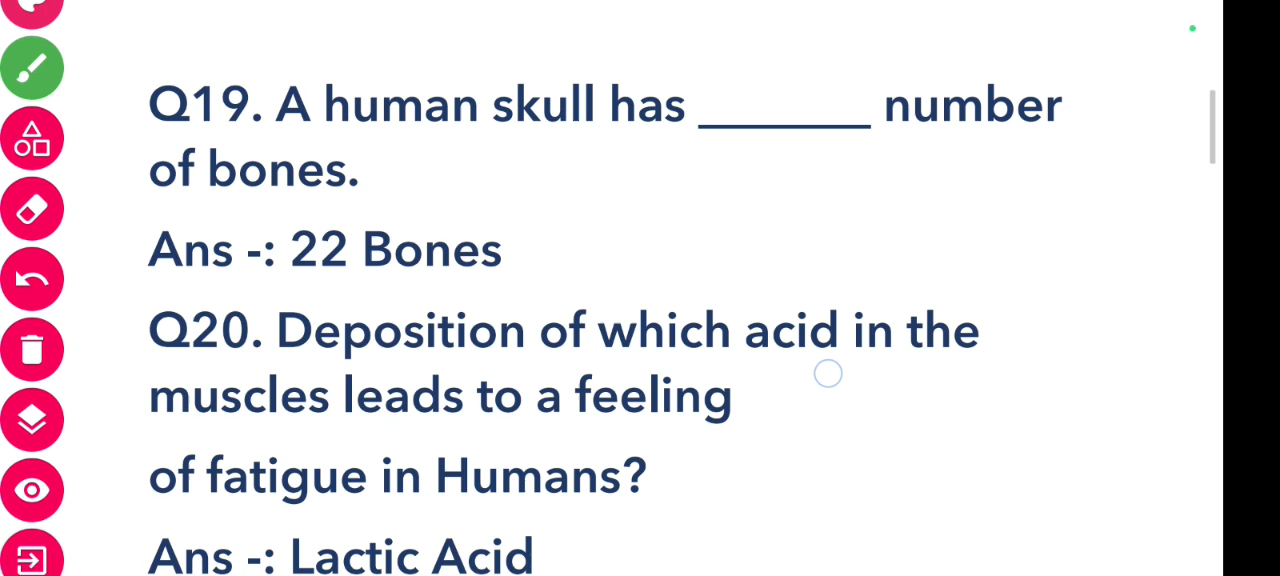 Q19. A human skull has _______ number
of bones.
Ans -: 22 Bones
Q20. Deposition of which acid in the
muscles leads to a feeling
of fatigue in Humans?
Ans -: Lactic Acid